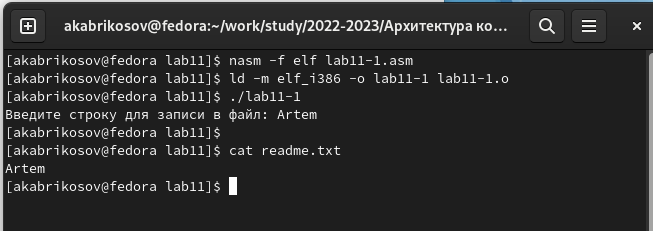 akabrikosov@fedora:~/work/study/2022-2023/Архитектура ко...
[akabrikosov@fedora lab11]$ nasm -f elf lab11-1.asm
[akabrikosov@fedora lab11]$ ld -m elf_i386 -o lab11-1 lab11-1.o
[akabrikosov@fedora lab11]$ ./lab11-1
Введите строку для записи в файл: Artem
[akabrikosov@fedora lab11]$
[akabrikosov@fedora lab11]$ cat readme.txt
Artem
[akabrikosov@fedora lab11]$